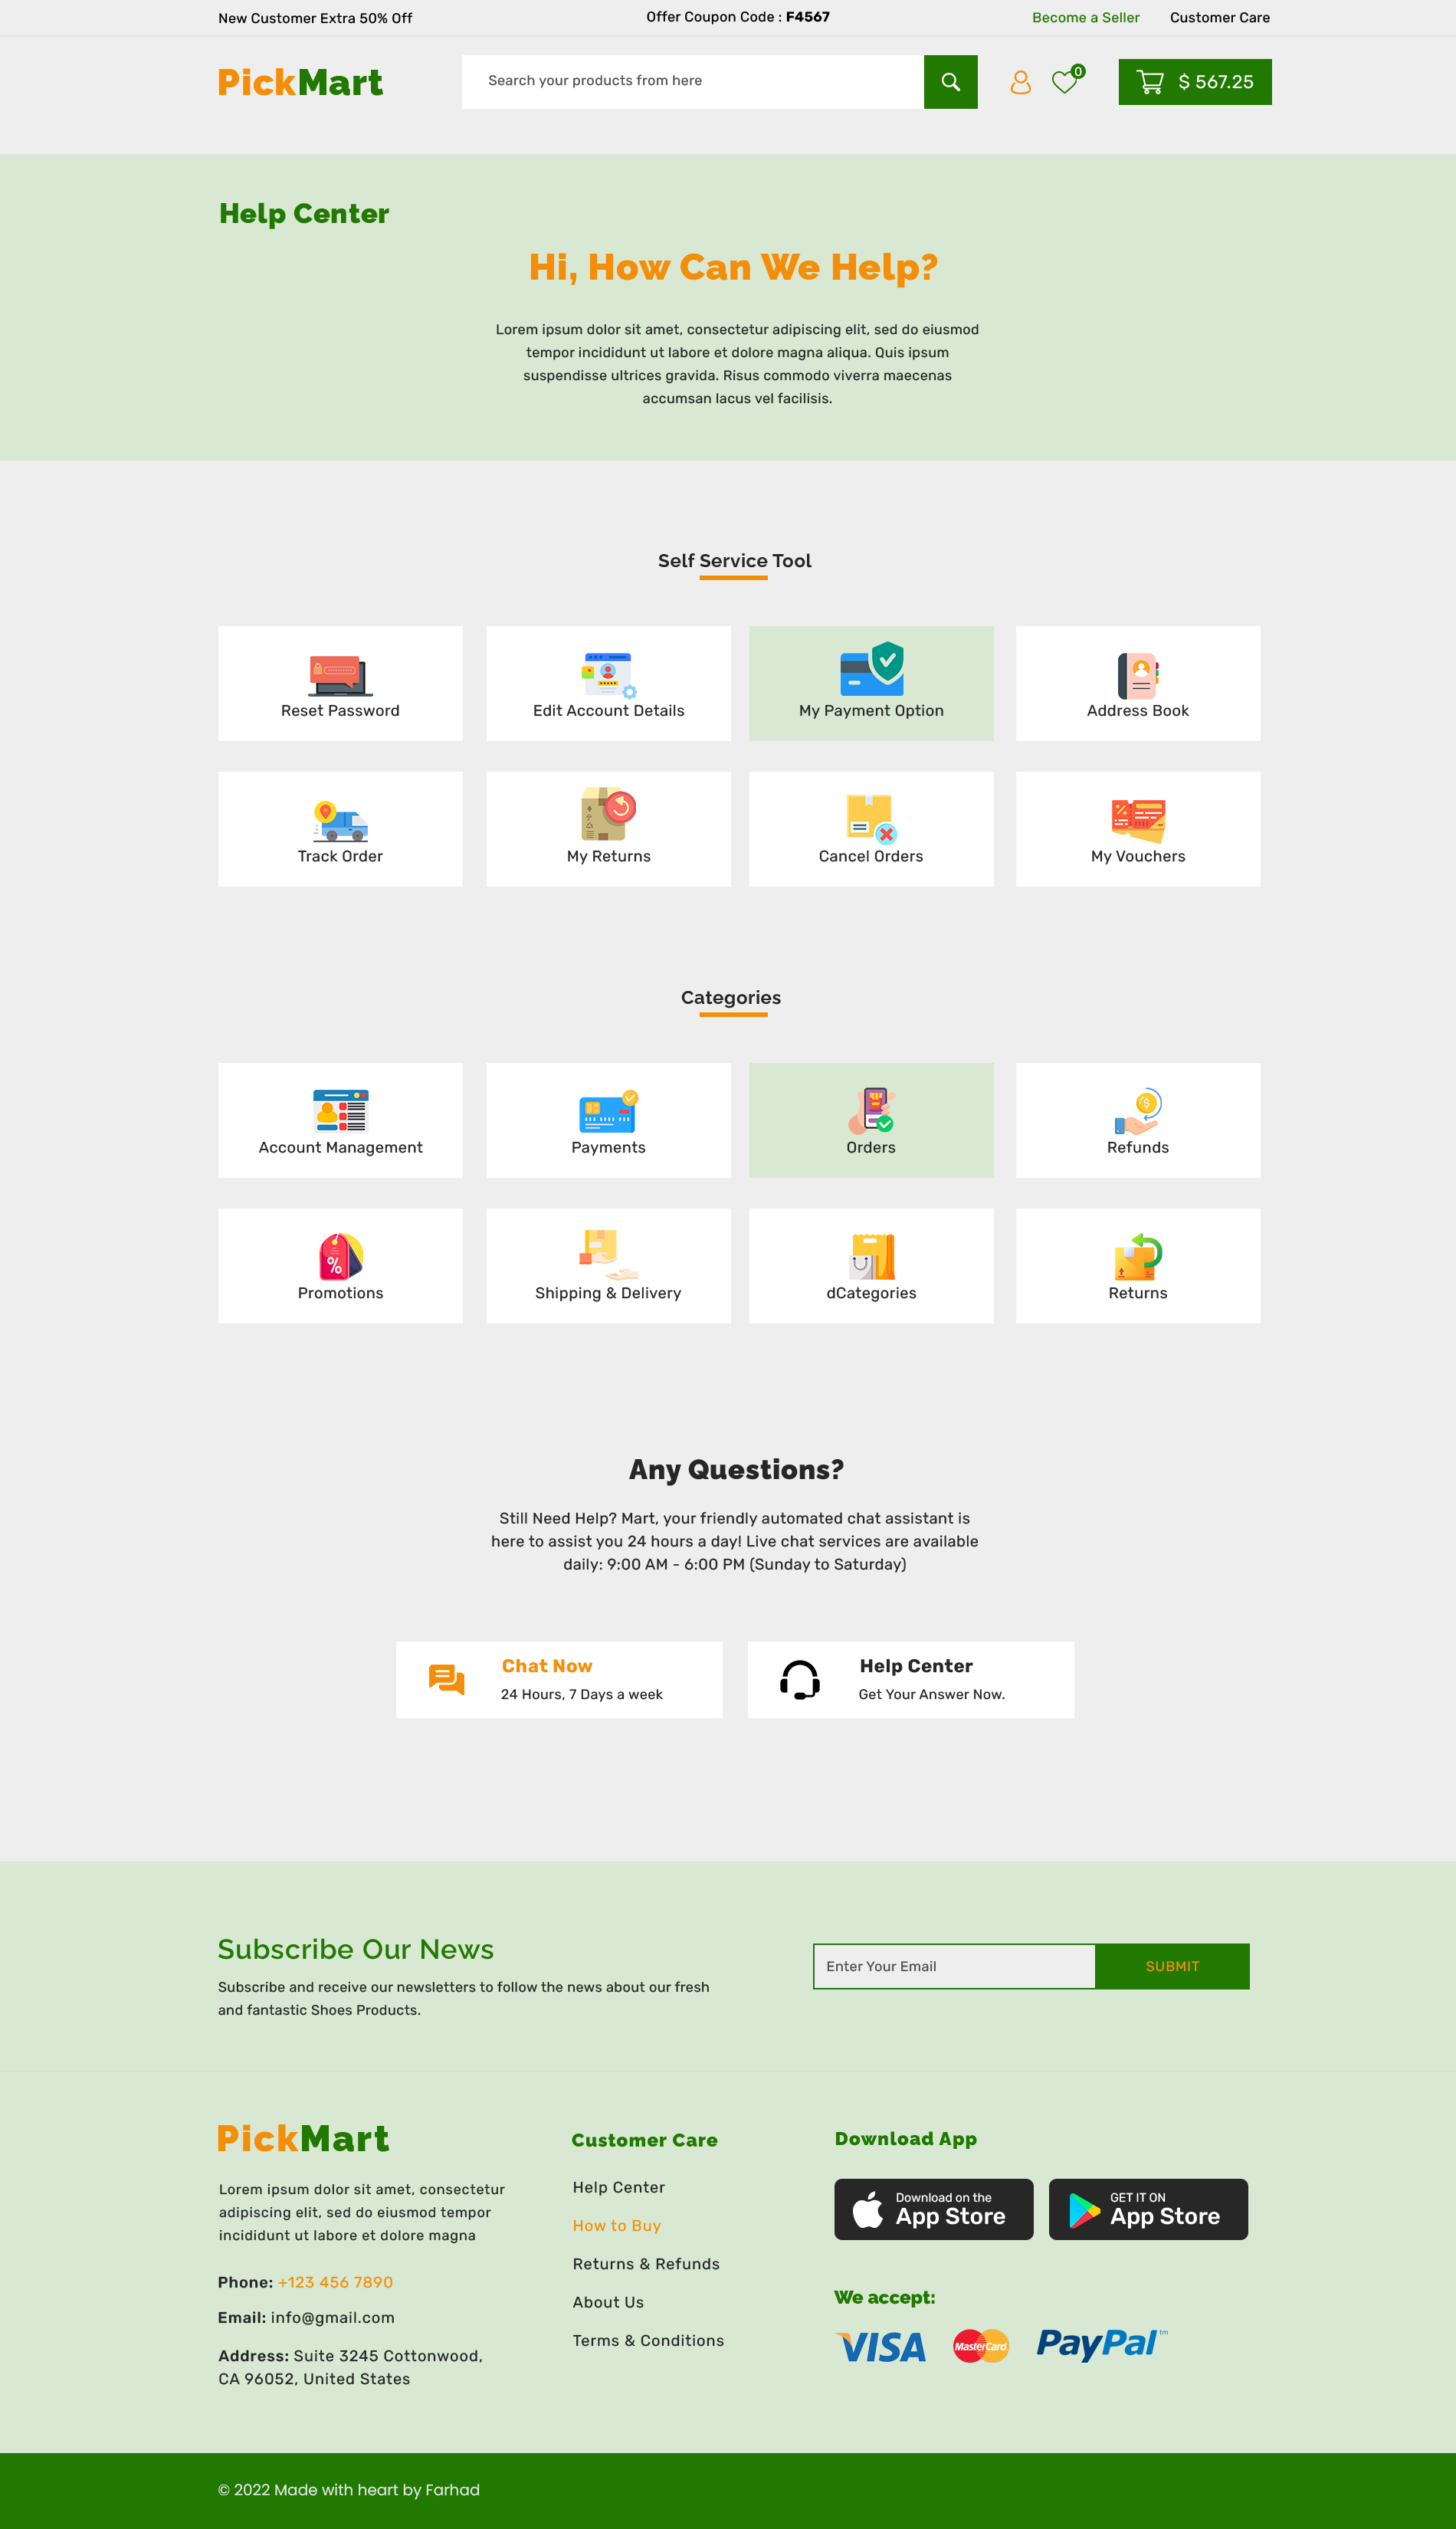 New Customer Extra 50% Off
Offer Coupon Code : F4567
Become a Seller
Customer Care
PickMart
Search your products from here
0
$ 567.25
Help Center
Hi, How Can We Help?
Lorem ipsum dolor sit amet, consectetur adipiscing elit, sed do eiusmod
tempor incididunt ut labore et dolore magna aliqua. Quis ipsum
suspendisse ultrices gravida. Risus commodo viverra maecenas
accumsan lacus vel facilisis.
Self Service Tool
Reset Password
Edit Account Details
My Payment Option
Address Book
Track Order
My Returns
Cancel Orders
My Vouchers
Categories
Account Management
Payments
Orders
Refunds
Promotions
Shipping & Delivery
dCategories
Returns
Any Questions?
Still Need Help? Mart, your friendly automated chat assistant is
here to assist you 24 hours a day! Live chat services are available
daily: 9:00 AM - 6:00 PM (Sunday to Saturday)
Chat Now
24 Hours, 7 Days a week
Help Center
Get Your Answer Now.
Subscribe Our News
Subscribe and receive our newsletters to follow the news about our fresh
and fantastic Shoes Products.
Enter Your Email
SUBMIT
PickMart
Lorem ipsum dolor sit amet, consectetur
adipiscing elit, sed do eiusmod tempor
incididunt ut labore et dolore magna
Phone: +123 456 7890
Email: info@gmail.com
Address: Suite 3245 Cottonwood,
CA 96052, United States
Customer Care
Help Center
How to Buy
Returns & Refunds
About Us
Terms & Conditions
Download App
Download on the
App Store
GET IT ON
App Store
We accept:
VISA
MasterCard
PayPal™
© 2022 Made with heart by Farhad